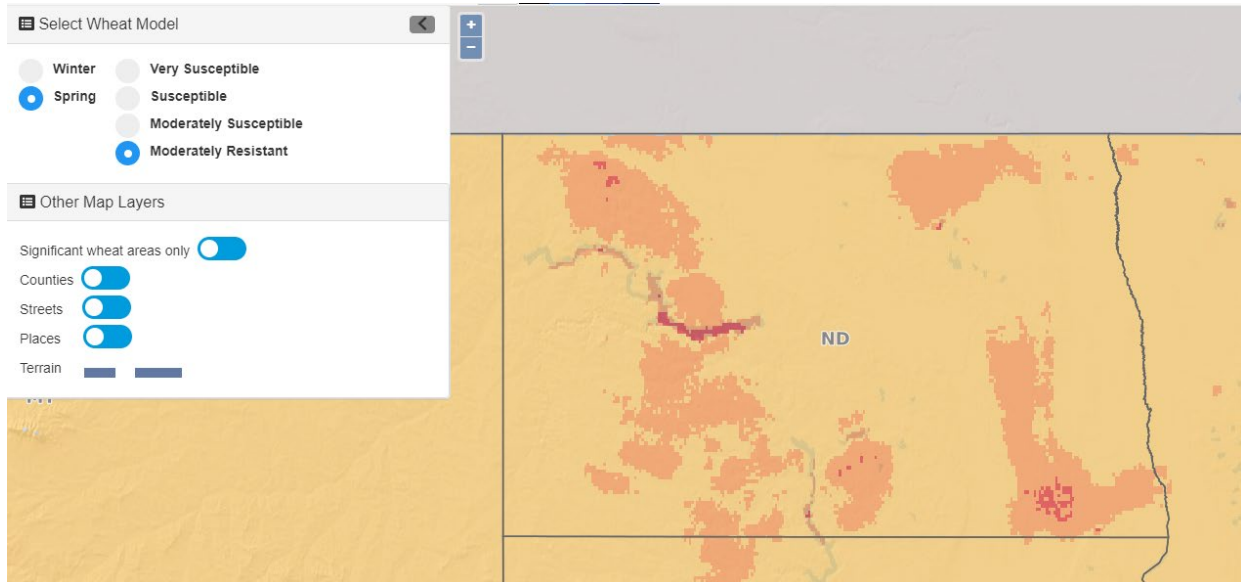 Select Wheat Model
Winter
Very Susceptible
Spring
Susceptible
Moderately Susceptible
Moderately Resistant
Other Map Layers
Significant wheat areas only
Counties
Streets
Places
Terrain
+
−
ND